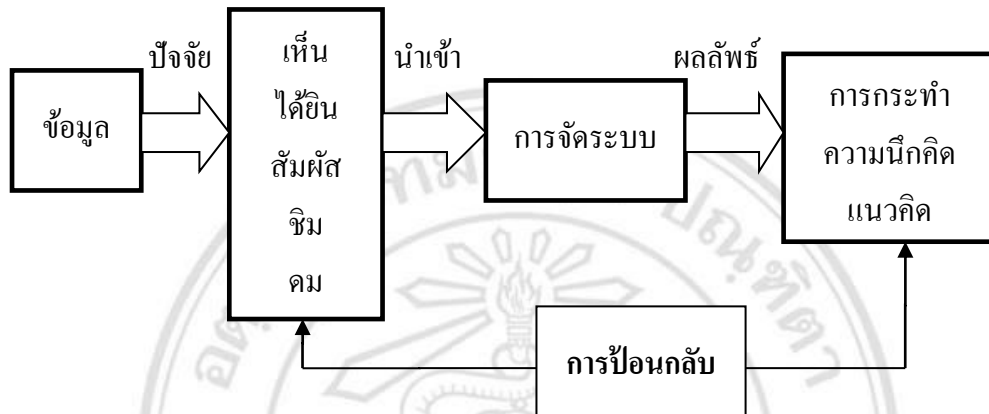 ข้อมูล
ปัจจัย
เห็น
ได้ยิน
สัมผัส
ชิม
ดม
นำเข้า
การจัดระบบ
ผลลัพธ์
การกระทำ
ความนึกคิด
แนวคิด
การป้อนกลับ